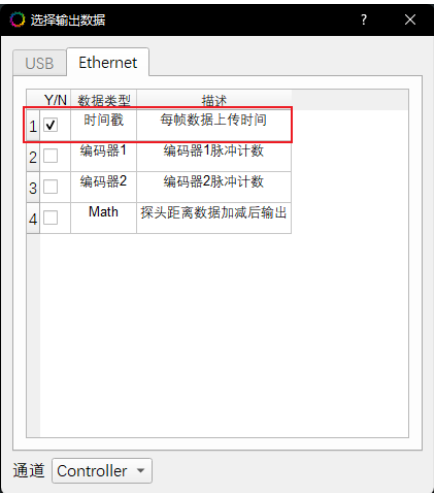 选择输出数据 ?
USB Ethernet
Y/N 数据类型 描述
1 时间戳 每帧数据上传时间
2 编码器1 编码器1脉冲计数
3 编码器2 编码器2脉冲计数
4 Math 探头距离数据加减后输出
通道 Controller